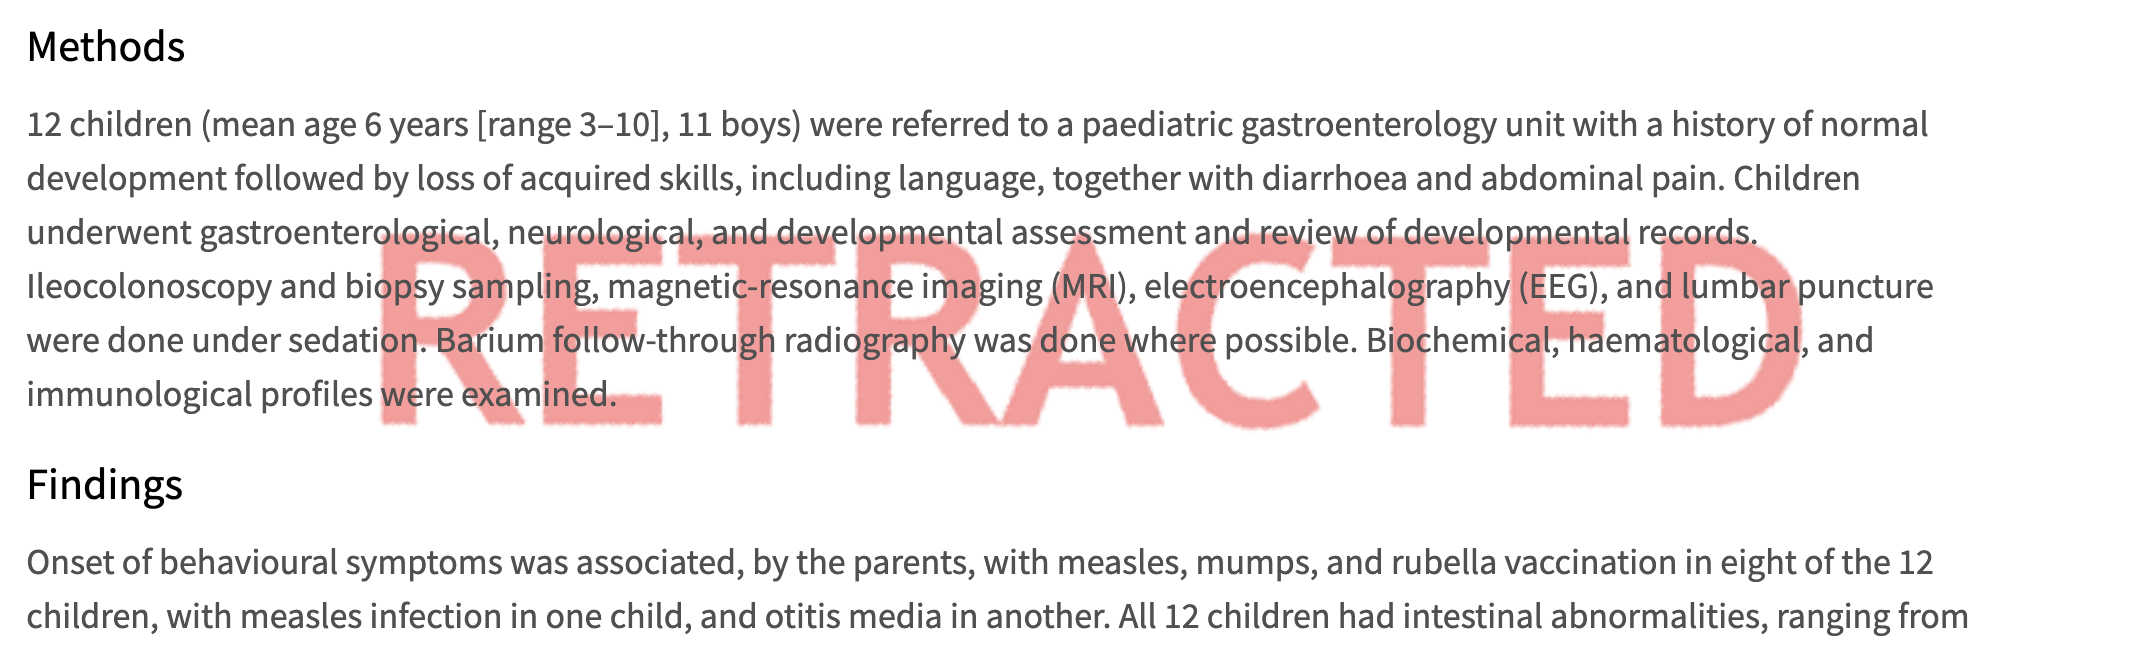 Methods
12 children (mean age 6 years [range 3–10], 11 boys) were referred to a paediatric gastroenterology unit with a history of normal
development followed by loss of acquired skills, including language, together with diarrhoea and abdominal pain. Children
underwent gastroenterological, neurological, and developmental assessment and review of developmental records.
RETRACTED
Ileocolonoscopy and biopsy sampling, magnetic-resonance imaging (MRI), electroencephalography (EEG), and lumbar puncture
were done under sedation. Barium follow-through radiography was done where possible. Biochemical, haematological, and
immunological profiles were examined.
Findings
Onset of behavioural symptoms was associated, by the parents, with measles, mumps, and rubella vaccination in eight of the 12
children, with measles infection in one child, and otitis media in another. All 12 children had intestinal abnormalities, ranging from